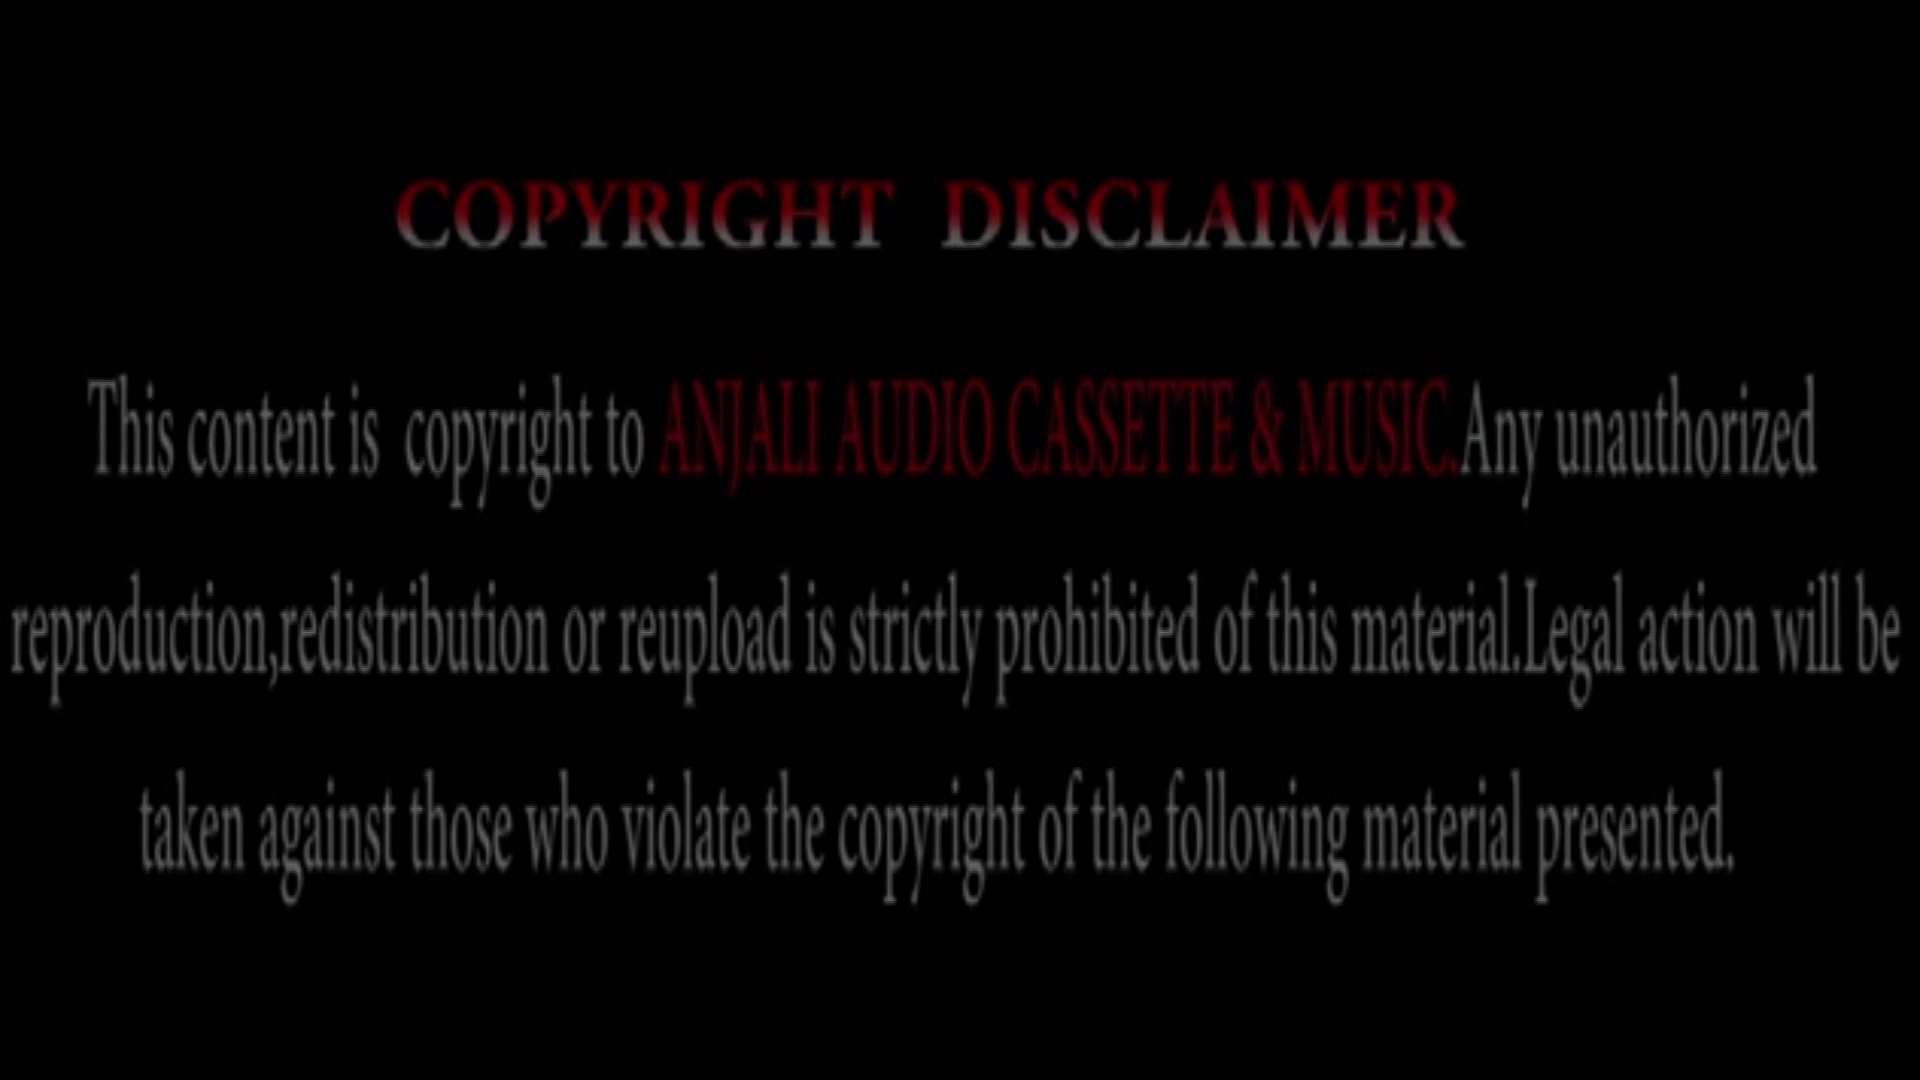 COPYRIGHT DISCLAIMER
This content is copyright to ANJALI AUDIO CASSETTE & MUSIC.Any unauthorized
reproduction,redistribution or reupload is strictly prohibited of this material.Legal action will be
taken against those who violate the copyright of the following material presented.